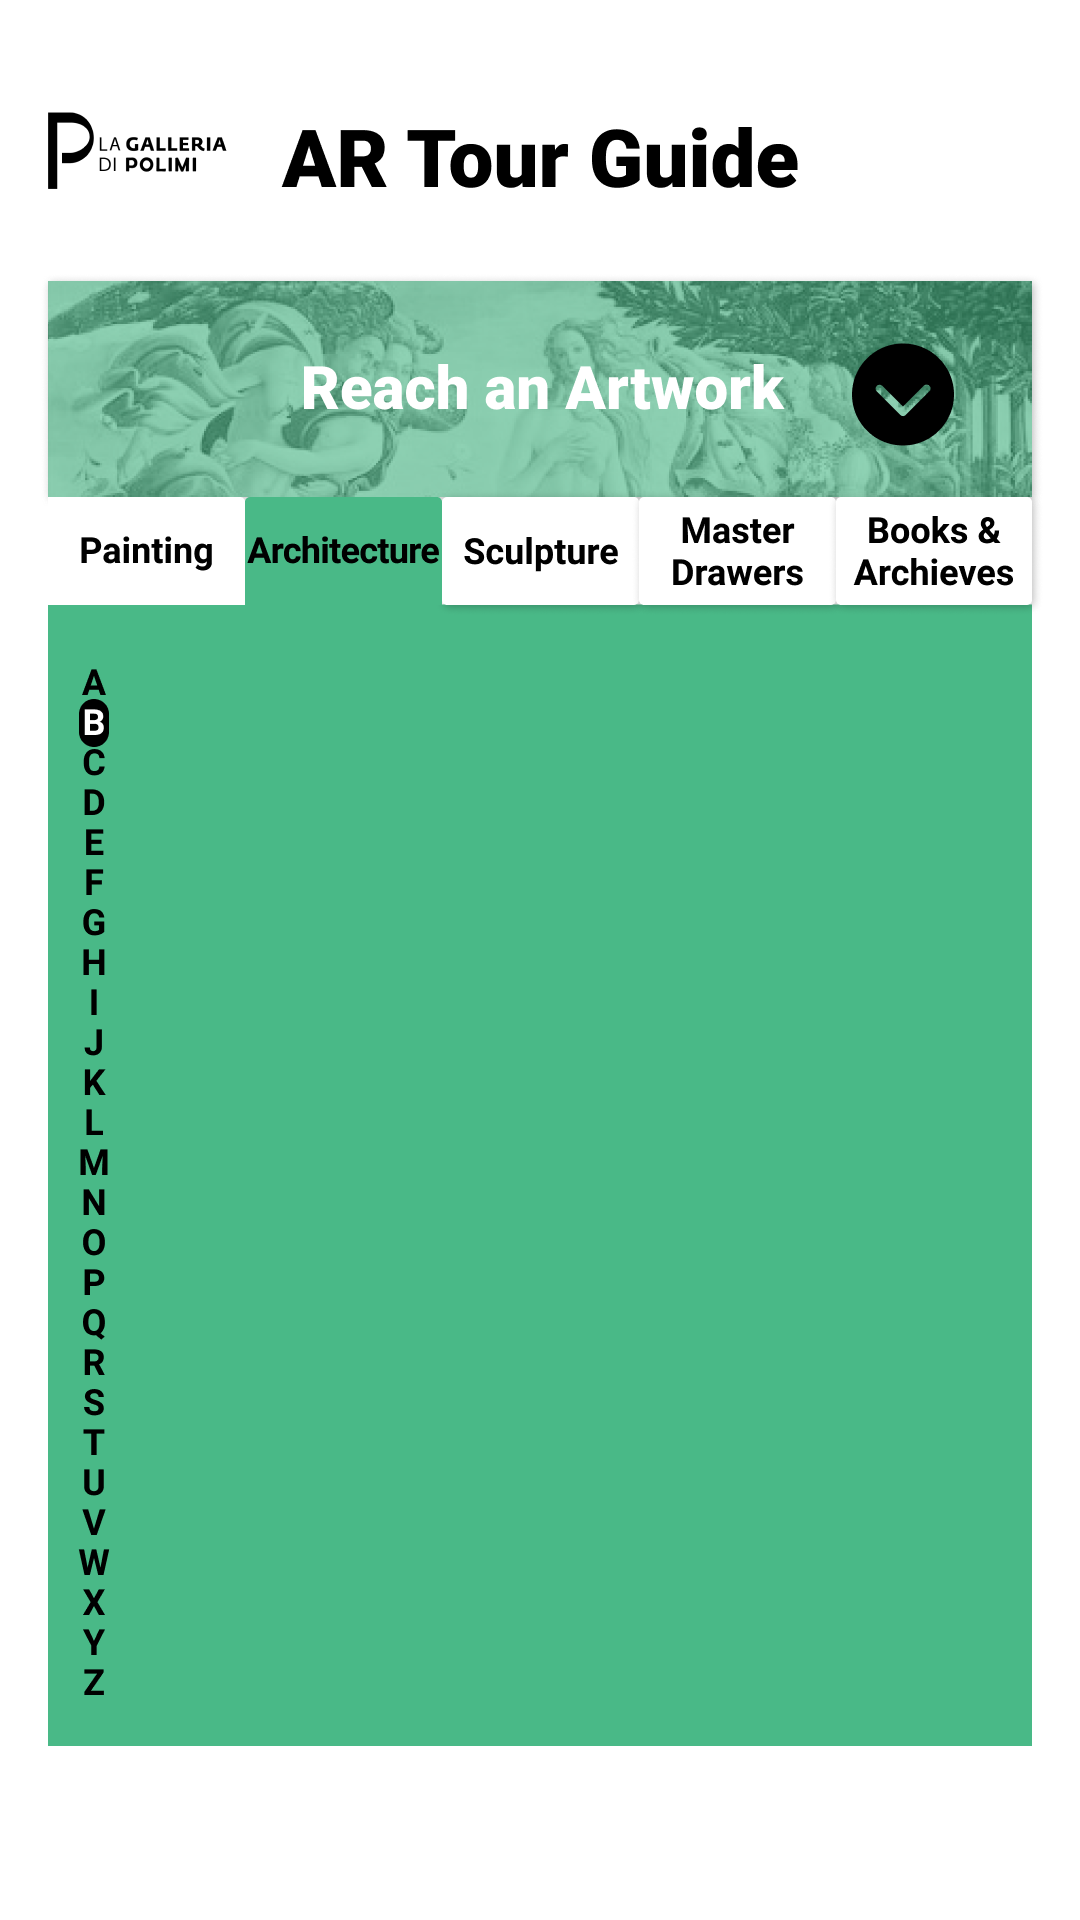 LA GALLERIA
DI POLIMI
AR Tour Guide
Reach an Artwork
Painting
Architecture
Sculpture
Master
Drawers
Books &
Archieves
A
B
C
D
E
F
G
H
I
J
K
L
M
N
O
P
Q
R
S
T
U
V
W
X
Y
Z